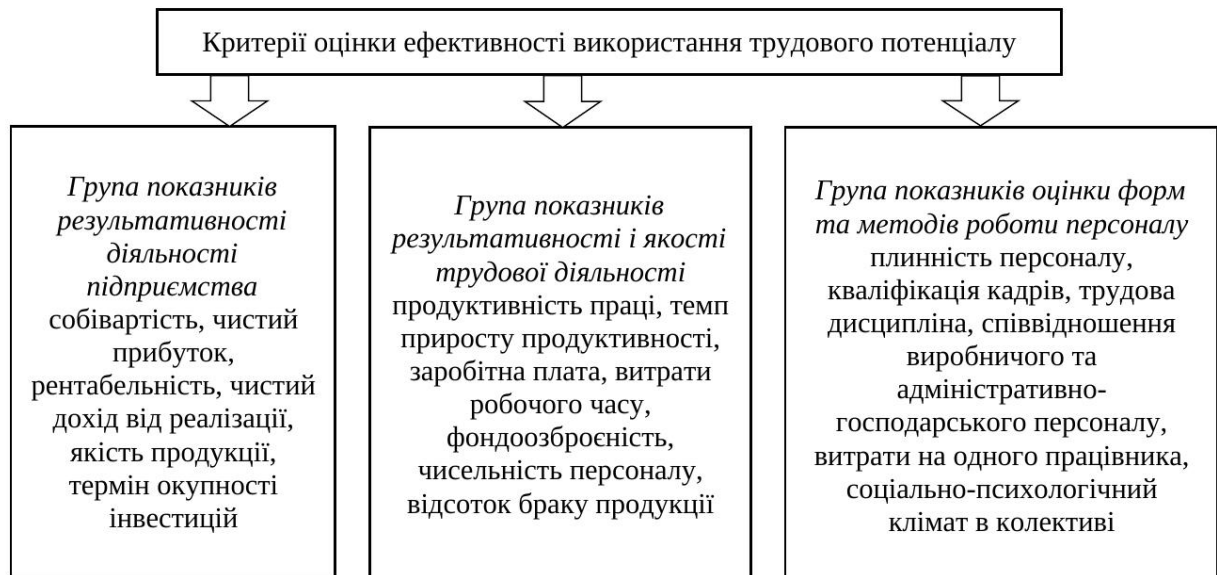 Критерії оцінки ефективності використання трудового потенціалу
Група показників
результативності
діяльності
підприємства
собівартість, чистий
прибуток,
рентабельність, чистий
дохід від реалізації,
якість продукції,
термін окупності
інвестицій
Група показників
результативності і якості
трудової діяльності
продуктивність праці, темп
приросту продуктивності,
заробітна плата, витрати
робочого часу,
фондоозброєність,
чисельність персоналу,
відсоток браку продукції
Група показників оцінки форм
та методів роботи персоналу
плинність персоналу,
кваліфікація кадрів, трудова
дисципліна, співвідношення
виробничого та
адміністративно-
господарського персоналу,
витрати на одного працівника,
соціально-психологічний
клімат в колективі